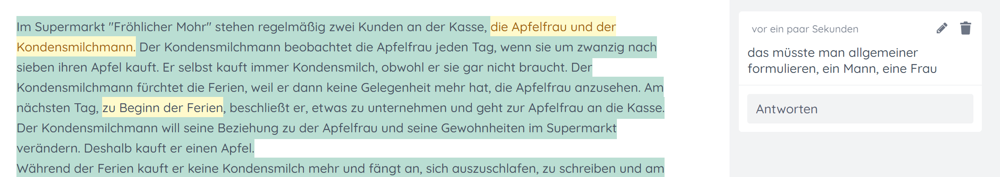 Im Supermarkt "Fröhlicher Mohr" stehen regelmäßig zwei Kunden an der Kasse, die Apfelfrau und der
Kondensmilchmann. Der Kondensmilchmann beobachtet die Apfelfrau jeden Tag, wenn sie um zwanzig nach
sieben ihren Apfel kauft. Er selbst kauft immer Kondensmilch, obwohl er sie gar nicht braucht. Der
Kondensmilchmann fürchtet die Ferien, weil er dann keine Gelegenheit mehr hat, die Apfelfrau anzusehen. Am
nächsten Tag, zu Beginn der Ferien, beschließt er, etwas zu unternehmen und geht zur Apfelfrau an die Kasse.
Der Kondensmilchmann will seine Beziehung zu der Apfelfrau und seine Gewohnheiten im Supermarkt
verändern. Deshalb kauft er einen Apfel.
Während der Ferien kauft er keine Kondensmilch mehr und fängt an, sich auszuschlafen, zu schreiben und am
vor ein paar Sekunden
das müsste man allgemeiner
formulieren, ein Mann, eine Frau
Antworten